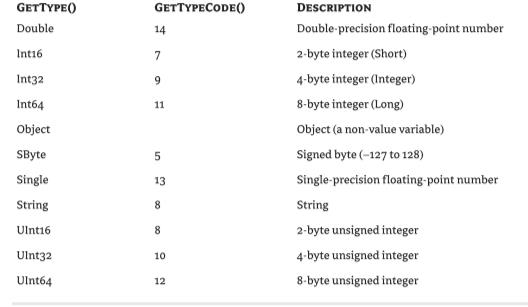 GETTYPE() GETTYPECODE() DESCRIPTION
Double 14 Double-precision floating-point number
Int16 7 2-byte integer (Short)
Int32 9 4-byte integer (Integer)
Int64 11 8-byte integer (Long)
Object Object (a non-value variable)
SByte 5 Signed byte (–127 to 128)
Single 13 Single-precision floating-point number
String 8 String
UInt16 8 2-byte unsigned integer
UInt32 10 4-byte unsigned integer
UInt64 12 8-byte unsigned integer